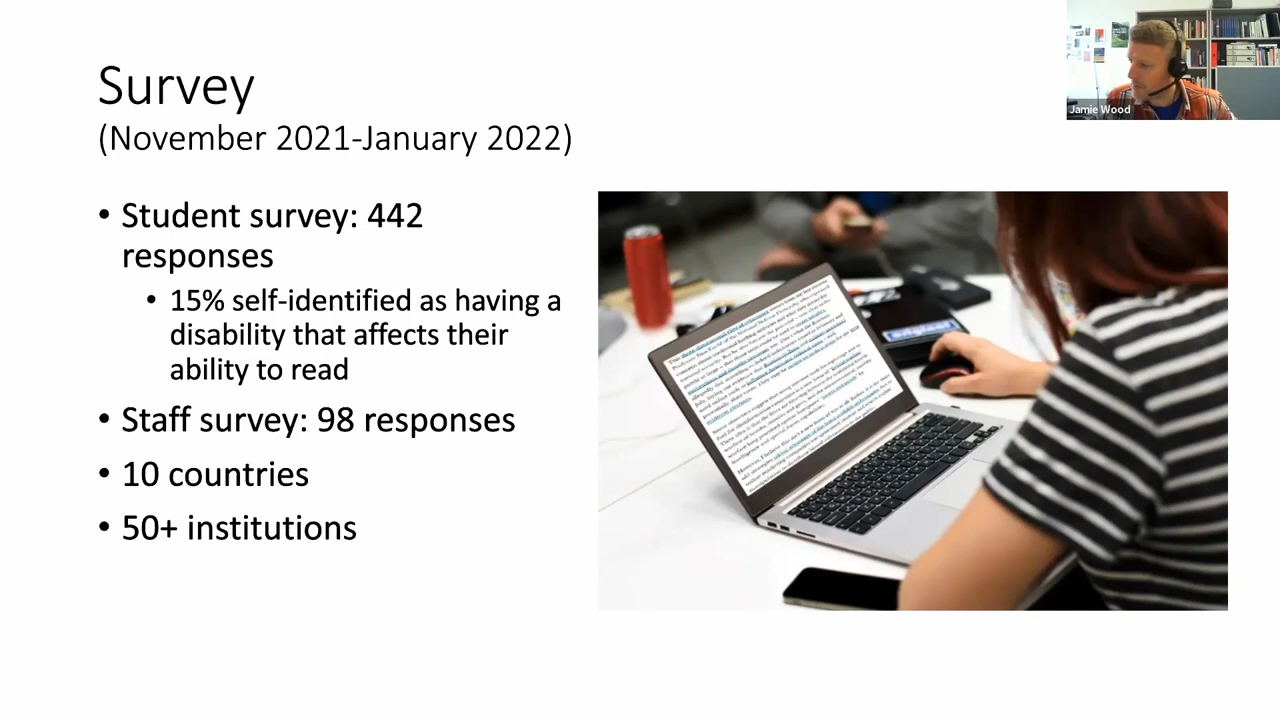 Survey
(November 2021-January 2022)
• Student survey: 442
responses
• 15% self-identified as having a
disability that affects their
ability to read
• Staff survey: 98 responses
• 10 countries
• 50+ institutions
Jamie Wood